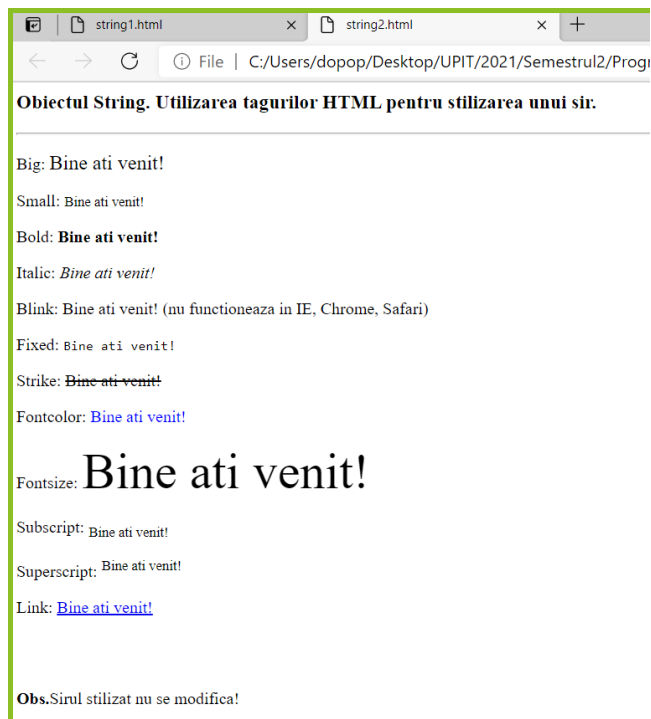 string1.html
string2.html
File | C:/Users/dopop/Desktop/UPIT/2021/Semestrul2/Progr
Obiectul String. Utilizarea tagurilor HTML pentru stilizarea unui sir.
Big: Bine ati venit!
Small: Bine ati venit!
Bold: Bine ati venit!
Italic: Bine ati venit!
Blink: Bine ati venit! (nu functioneaza in IE, Chrome, Safari)
Fixed: Bine ati venit!
Strike: Bine ati venit!
Fontcolor: Bine ati venit!
Fontsize: Bine ati venit!
Subscript: Bine ati venit!
Superscript: Bine ati venit!
Link: Bine ati venit!
Obs.Sirul stilizat nu se modifica!